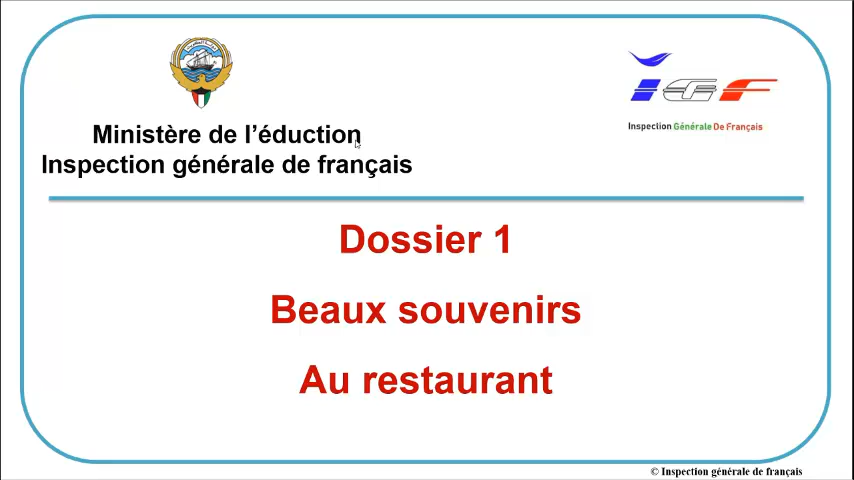 Ministère de l'éduction
Inspection générale de français
IGF
Inspection Générale De Français
Dossier 1
Beaux souvenirs
Au restaurant
© Inspection générale de français